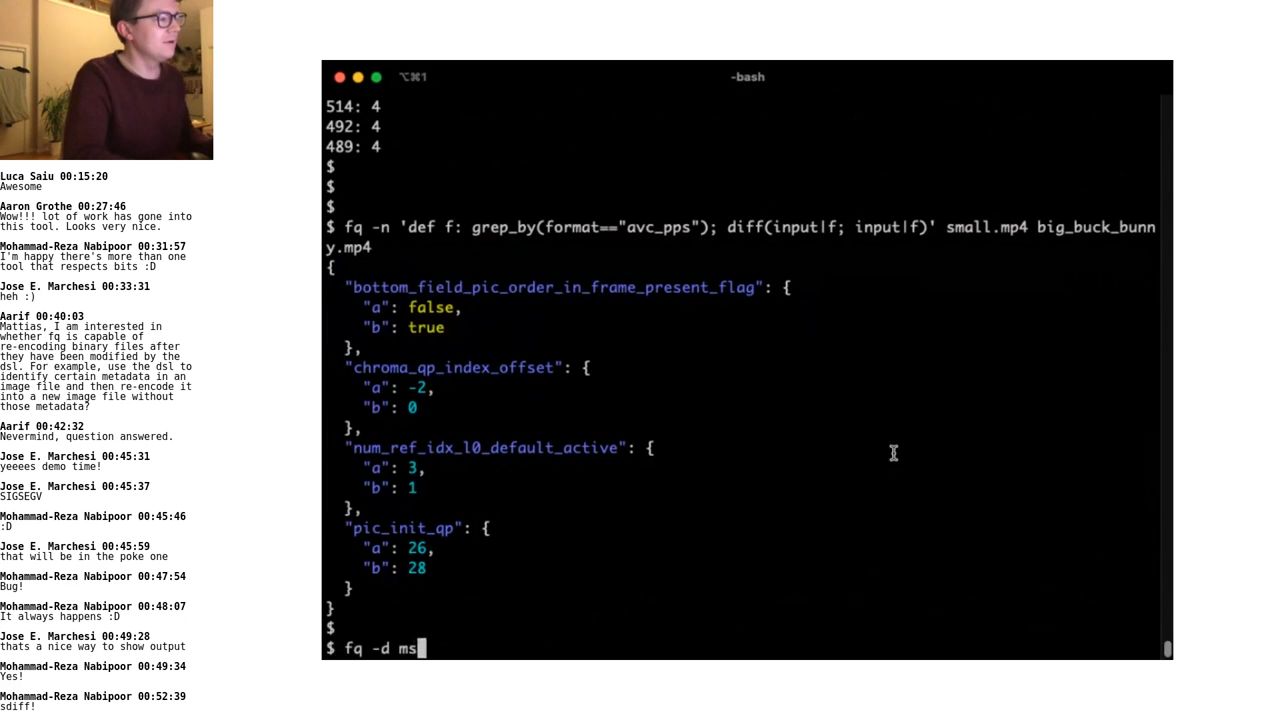 Luca Saiu 00:15:20
Awesome
Aaron Grothe 00:27:46
Wow!!! lot of work has gone into
this tool. Looks very nice.
Mohammad-Reza Nabipoor 00:31:57
I'm happy there's more than one
tool that respects bits :D
Jose E. Marchesi 00:33:31
heh :)
Aarif 00:40:03
Mattias, I am interested in
whether fq is capable of
re-encoding binary files after
they have been modified by the
dsl. For example, use the dsl to
identify certain metadata in an
image file and then re-encode it
into a new image file without
those metadata?
Aarif 00:42:32
Nevermind, question answered.
Jose E. Marchesi 00:45:31
yeeees demo time!
Jose E. Marchesi 00:45:37
SIGSEGV
Mohammad-Reza Nabipoor 00:45:46
:D
Jose E. Marchesi 00:45:59
that will be in the poke one
Mohammad-Reza Nabipoor 00:47:54
Bug!
Mohammad-Reza Nabipoor 00:48:07
It always happens :D
Jose E. Marchesi 00:49:28
thats a nice way to show output
Mohammad-Reza Nabipoor 00:49:34
Yes!
Mohammad-Reza Nabipoor 00:52:39
sdiff!
⌥⌘1 -bash
514: 4
492: 4
489: 4
$
$
$
$ fq -n 'def f: grep_by(format=="avc_pps"); diff(input|f; input|f)' small.mp4 big_buck_bunn
y.mp4
{
"bottom_field_pic_order_in_frame_present_flag": {
"a": false,
"b": true
},
"chroma_qp_index_offset": {
"a": -2,
"b": 0
},
"num_ref_idx_l0_default_active": {
"a": 3,
"b": 1
},
"pic_init_qp": {
"a": 26,
"b": 28
}
}
$
$ fq -d ms